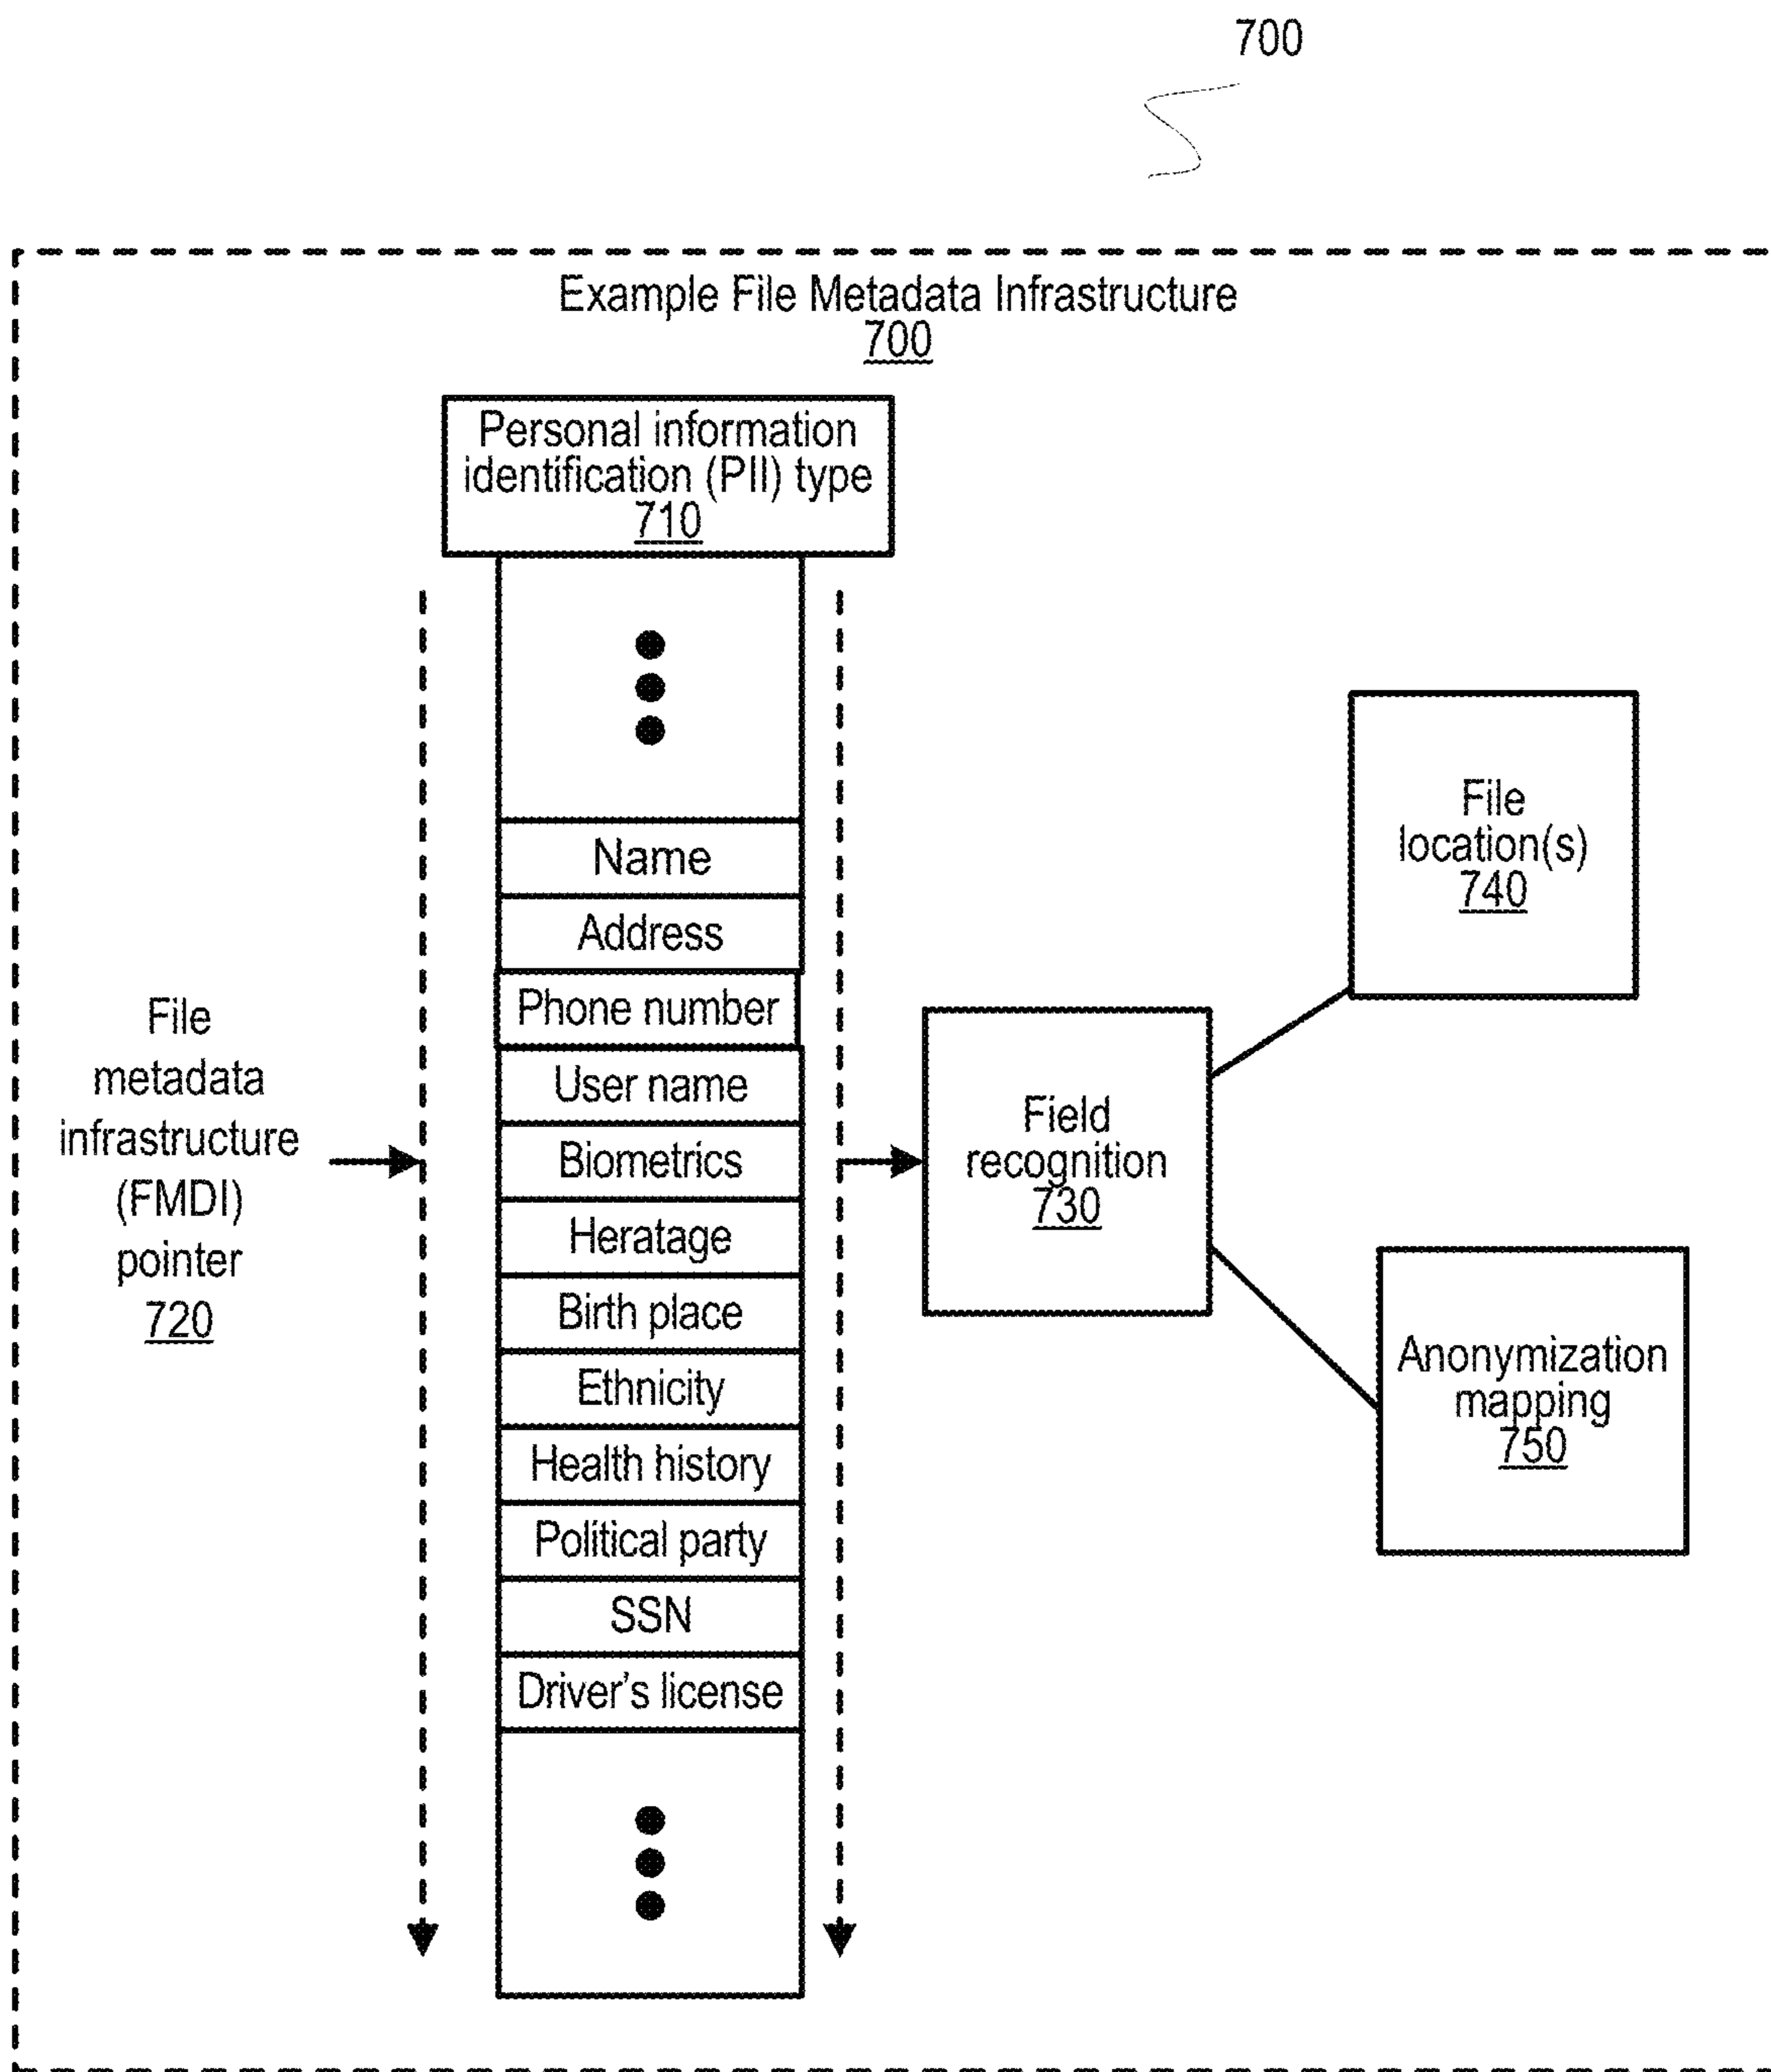 700
Example File Metadata Infrastructure
700
Personal information
identification (PII) type
710
Name
Address
Phone number
User name
Biometrics
Heratage
Birth place
Ethnicity
Health history
Political party
SSN
Driver's license
File
metadata
infrastructure
(FMDI)
pointer
720
Field
recognition
730
File
location(s)
740
Anonymization
mapping
750